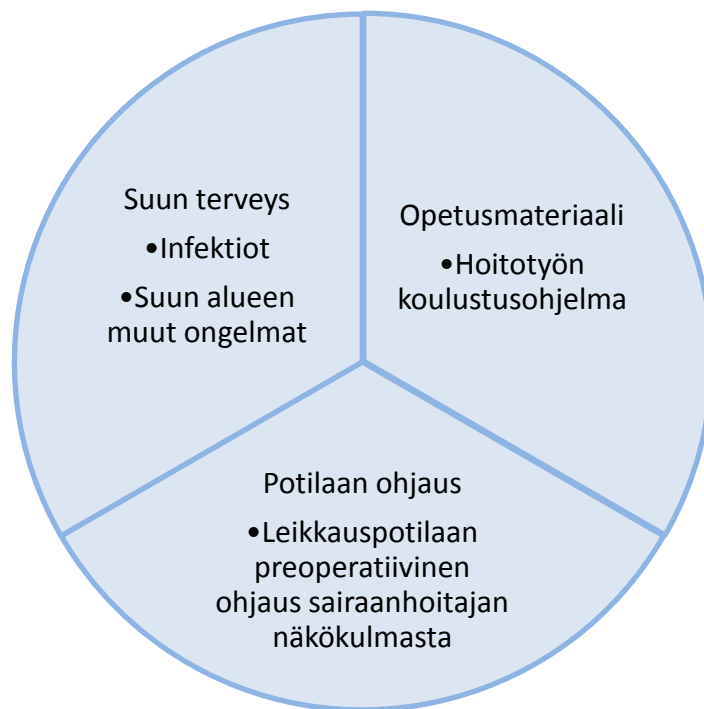 Suun terveys
•Infektiot
•Suun alueen
muut ongelmat
Opetusmateriaali
•Hoitotyön
koulustusohjelma
Potilaan ohjaus
•Leikkauspotilaan
preoperatiivinen
ohjaus sairaanhoitajan
näkökulmasta